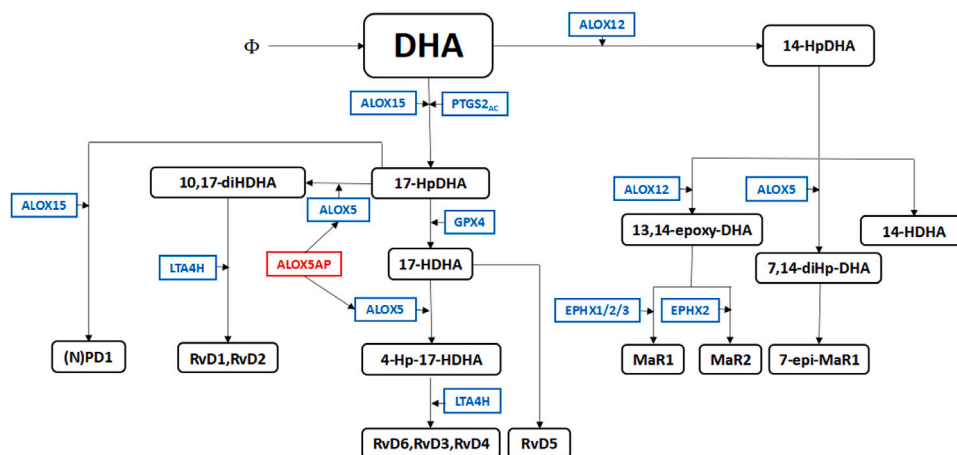 ALOX12
Φ
DHA
14-HpDHA
ALOX15
PTGS2AC
10,17-diHDHA
17-HpDHA
ALOX12
ALOX5
ALOX15
ALOX5
GPX4
13,14-epoxy-DHA
14-HDHA
LTA4H
ALOX5AP
17-HDHA
7,14-diHp-DHA
ALOX5
EPHX1/2/3
EPHX2
(N)PD1
RvD1,RvD2
4-Hp-17-HDHA
MaR1
MaR2
7-epi-MaR1
LTA4H
RvD6,RvD3,RvD4
RvD5